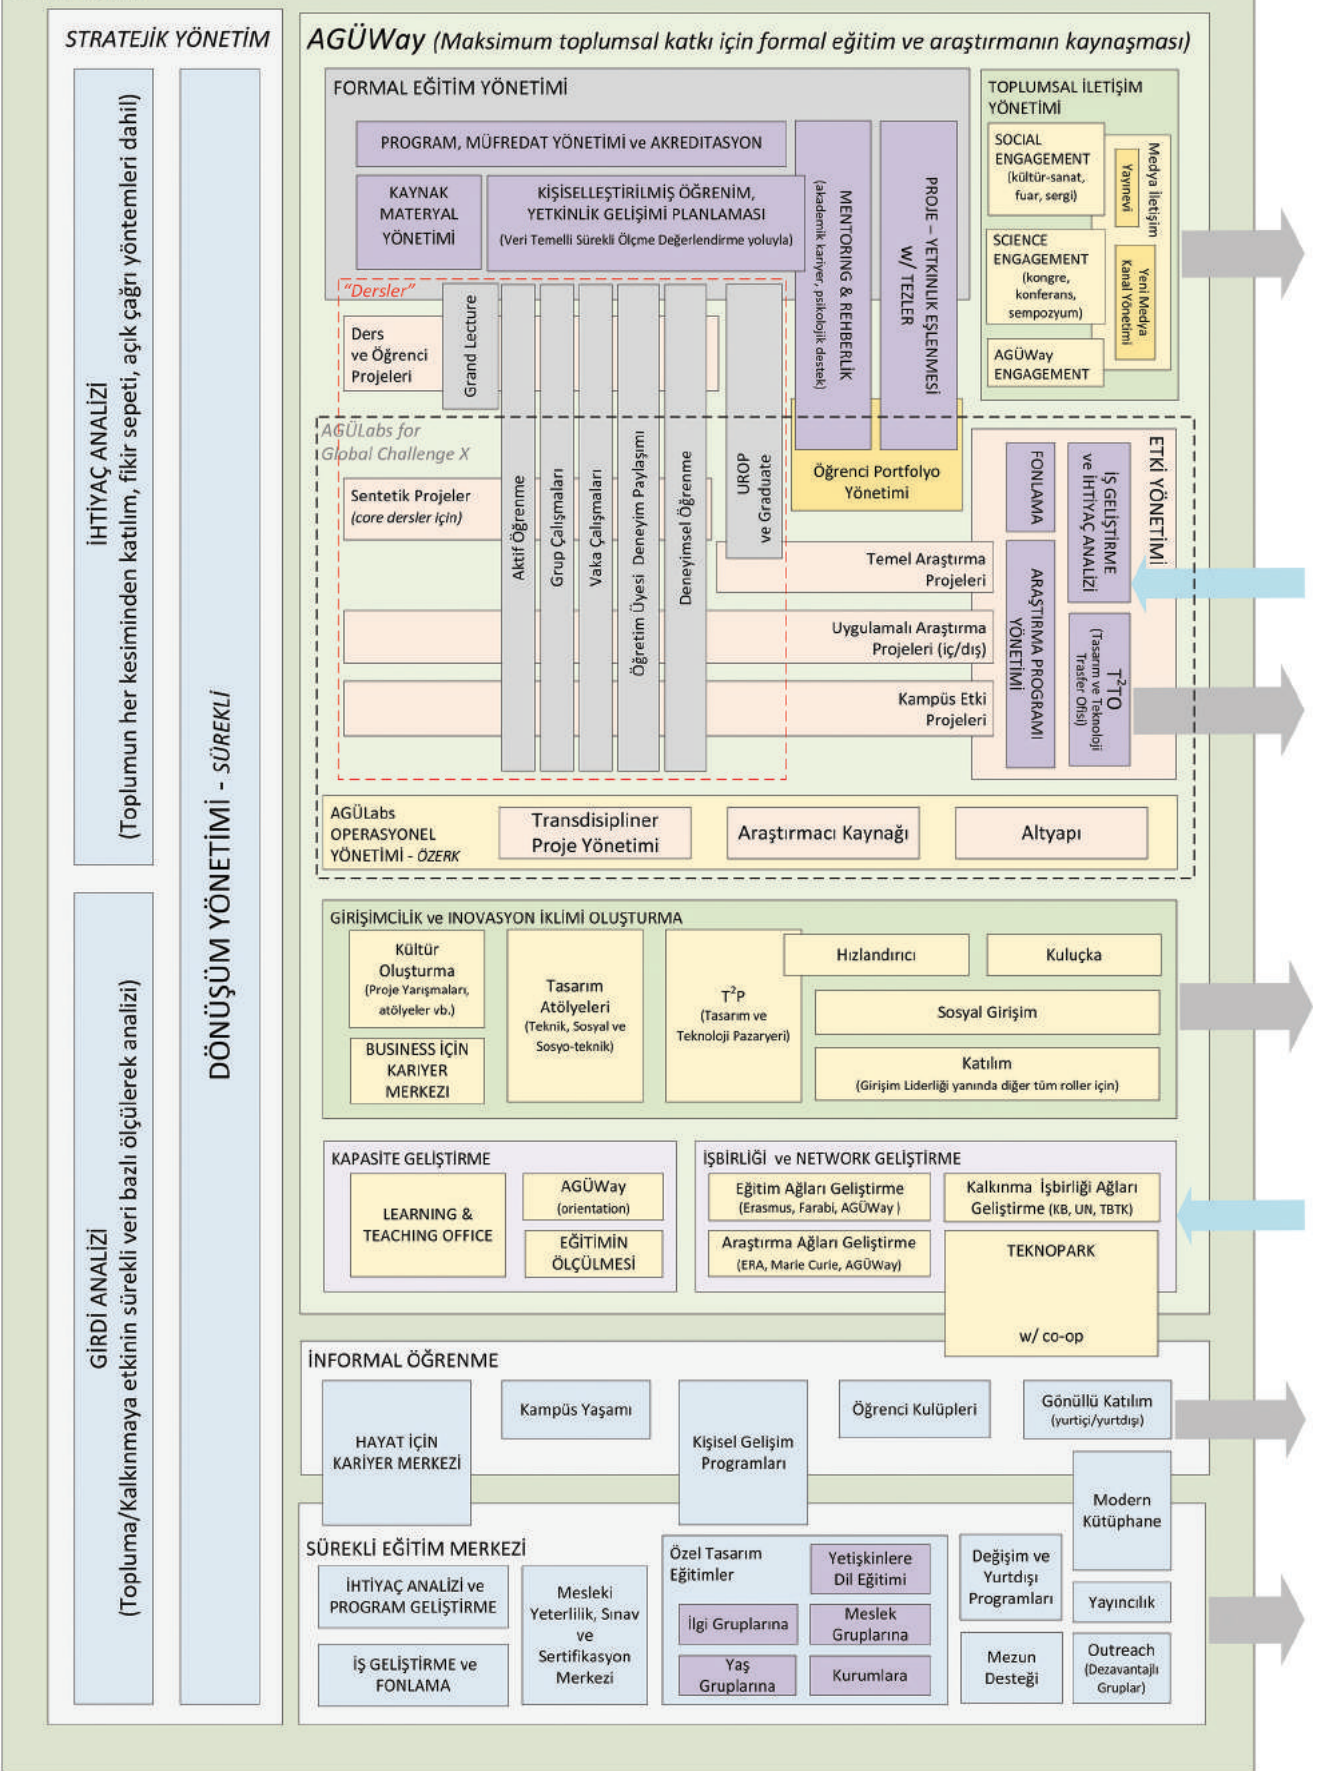 STRATEJİK YÖNETİM
İHTİYAÇ ANALİZİ
(Toplumun her kesiminden katılım, fikir sepeti, açık çağrı yöntemleri dahil)
GİRDİ ANALİZİ
(Topluma/Kalkınmaya etkinin sürekli veri bazlı ölçülerek analizi)
DÖNÜŞÜM YÖNETİMİ - SÜREKLİ
AGÜWay (Maksimum toplumsal katkı için formal eğitim ve araştırmanın kaynaşması)
FORMAL EĞİTİM YÖNETİMİ
PROGRAM, MÜFREDAT YÖNETİMİ ve AKREDITASYON
KAYNAK
MATERYAL
YÖNETİMİ
KİŞİSELLEŞTIRILMIŞ ÖĞRENIM,
YETKİNLİK GELİŞİMİ PLANLAMASI
(Veri Temelli Sürekli Ölçme Değerlendirme yoluyla)
MENTORING & REHBERLİK
(akademik kariyer, psikolojik destek)
PROJE – YETKINLIK EŞLENMESİ
w/ TEZLER
TOPLUMSAL İLETİŞİM
YÖNETİMİ
SOCIAL
ENGAGEMENT
(kültür-sanat,
fuar, sergi)
SCIENCE
ENGAGEMENT
(kongre,
konferans,
sempozyum)
AGÜWay
ENGAGEMENT
Medya İletişim
Yayınevi
Yeni Medya
Kanal Yönetimi
"Dersler"
Ders
ve Öğrenci
Projeleri
Grand Lecture
AGÜLabs for
Global Challenge X
Sentetik Projeler
(core dersler için)
Aktif Öğrenme
Grup Çalışmaları
Vaka Çalışmaları
Öğretim Üyesi Deneyim Paylaşımı
Deneyimsel Öğrenme
UROP
ve Graduate
Öğrenci Portfolyo
Yönetimi
Temel Araştırma
Projeleri
Uygulamalı Araştırma
Projeleri (iç/dış)
Kampüs Etki
Projeleri
ETKİ YÖNETİMİ
FONLAMA
İŞ GELİŞTİRME
ve İHTİYAÇ ANALİZİ
ARAŞTIRMA PROGRAMI
YÖNETİMİ
T²TO
(Tasarım ve Teknoloji
Trasfer Ofisi)
AGÜLabs
OPERASYONEL
YÖNETİMİ - ÖZERK
Transdisipliner
Proje Yönetimi
Araştırmacı Kaynağı
Altyapı
GİRİŞİMCİLİK ve INOVASYON İKLİMİ OLUŞTURMA
Kültür
Oluşturma
(Proje Yarışmaları,
atölyeler vb.)
BUSINESS İÇİN
KARIYER
MERKEZI
Tasarım
Atölyeleri
(Teknik, Sosyal ve
Sosyo-teknik)
T²P
(Tasarım ve
Teknoloji Pazaryeri)
Hızlandırıcı
Kuluçka
Sosyal Girişim
Katılım
(Girişim Liderliği yanında diğer tüm roller için)
KAPASİTE GELİŞTİRME
LEARNING &
TEACHING OFFICE
AGÜWay
(orientation)
EĞİTİMİN
ÖLÇÜLMESİ
İŞBİRLİĞİ ve NETWORK GELİŞTİRME
Eğitim Ağları Geliştirme
(Erasmus, Farabi, AGÜWay )
Kalkınma İşbirliği Ağları
Geliştirme (KB, UN, TBTK)
Araştırma Ağları Geliştirme
(ERA, Marie Curie, AGÜWay)
TEKNOPARK
w/ co-op
İNFORMAL ÖĞRENME
HAYAT İÇİN
KARİYER MERKEZİ
Kampüs Yaşamı
Kişisel Gelişim
Programları
Öğrenci Kulüpleri
Gönüllü Katılım
(yurtiçi/yurtdışı)
Modern
Kütüphane
SÜREKLİ EĞİTİM MERKEZİ
İHTİYAÇ ANALİZİ ve
PROGRAM GELİŞTİRME
İŞ GELİŞTİRME ve
FONLAMA
Mesleki
Yeterlilik, Sınav
ve
Sertifikasyon
Merkezi
Özel Tasarım
Eğitimler
Yetişkinlere
Dil Eğitimi
İlgi Gruplarına
Meslek
Gruplarına
Yaş
Gruplarına
Kurumlara
Değişim ve
Yurtdışı
Programları
Mezun
Desteği
Yayıncılık
Outreach
(Dezavantajlı
Gruplar)